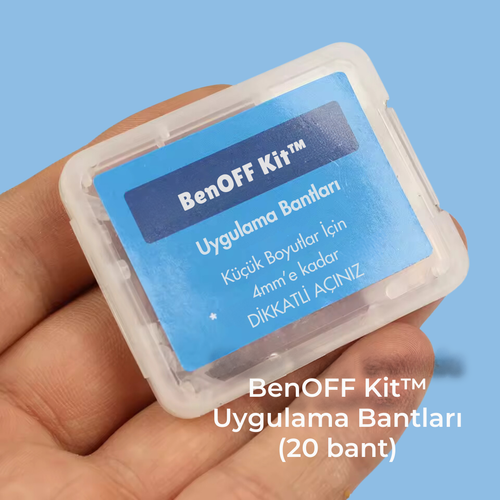 BenOFF Kit™
Uygulama Bantları
Küçük Boyutlar İçin
4mm'e kadar
DİKKATLİ AÇINIZ
BenOFF Kit™
Uygulama Bantları
(20 bant)